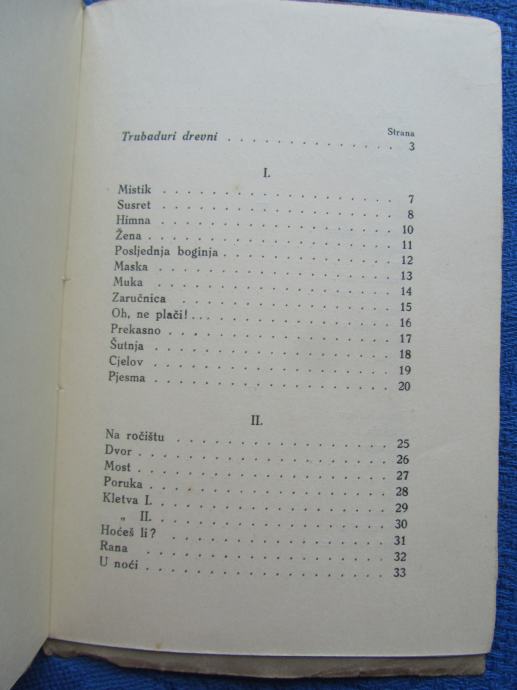 Strana
Trubaduri drevni . . . . . . . . . . . . . 3
I.
Mistik . . . . . . . . . . . . . . . . . 7
Susret . . . . . . . . . . . . . . . . . 8
Himna . . . . . . . . . . . . . . . . . 10
Žena . . . . . . . . . . . . . . . . . . 11
Posljednja boginja . . . . . . . . . . . . . 12
Maska . . . . . . . . . . . . . . . . . 13
Muka . . . . . . . . . . . . . . . . . 14
Zaručnica . . . . . . . . . . . . . . . . 15
Oh, ne plači!... . . . . . . . . . . . . . 16
Prekasno . . . . . . . . . . . . . . . . 17
Šutnja . . . . . . . . . . . . . . . . . 18
Cjelov . . . . . . . . . . . . . . . . . 19
Pjesma . . . . . . . . . . . . . . . . . 20
II.
Na ročištu . . . . . . . . . . . . . . . 25
Dvor . . . . . . . . . . . . . . . . . . 26
Most . . . . . . . . . . . . . . . . . . 27
Poruka . . . . . . . . . . . . . . . . . 28
Kletva I. . . . . . . . . . . . . . . . . 29
„ II. . . . . . . . . . . . . . . . . 30
Hoćeš li? . . . . . . . . . . . . . . . . 31
Rana . . . . . . . . . . . . . . . . . . 32
U noći . . . . . . . . . . . . . . . . . 33